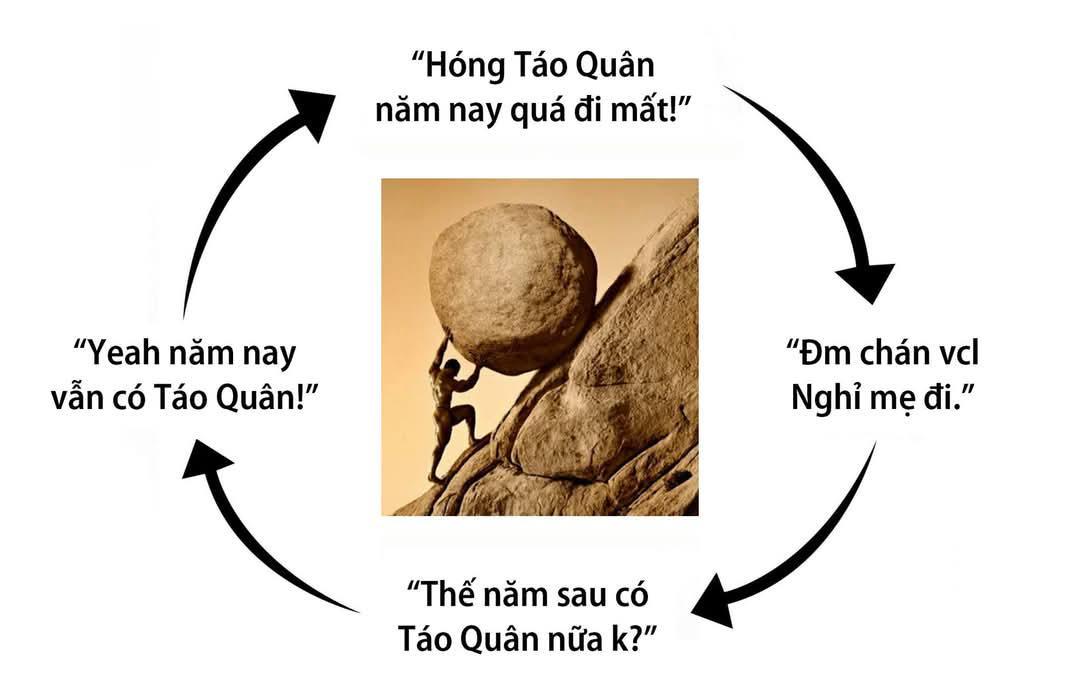 “Hóng Táo Quân
năm nay quá đi mất!”
“Đm chán vcl
Nghỉ mẹ đi.”
“Thế năm sau có
Táo Quân nữa k?”
“Yeah năm nay
vẫn có Táo Quân!”